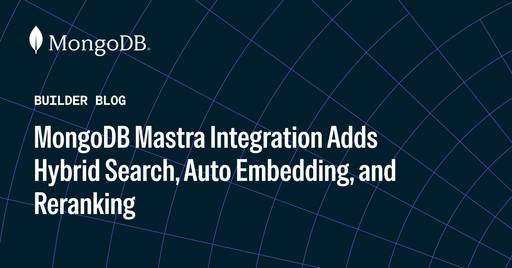 MongoDB.
BUILDER BLOG
MongoDB Mastra Integration Adds
Hybrid Search, Auto Embedding, and
Reranking